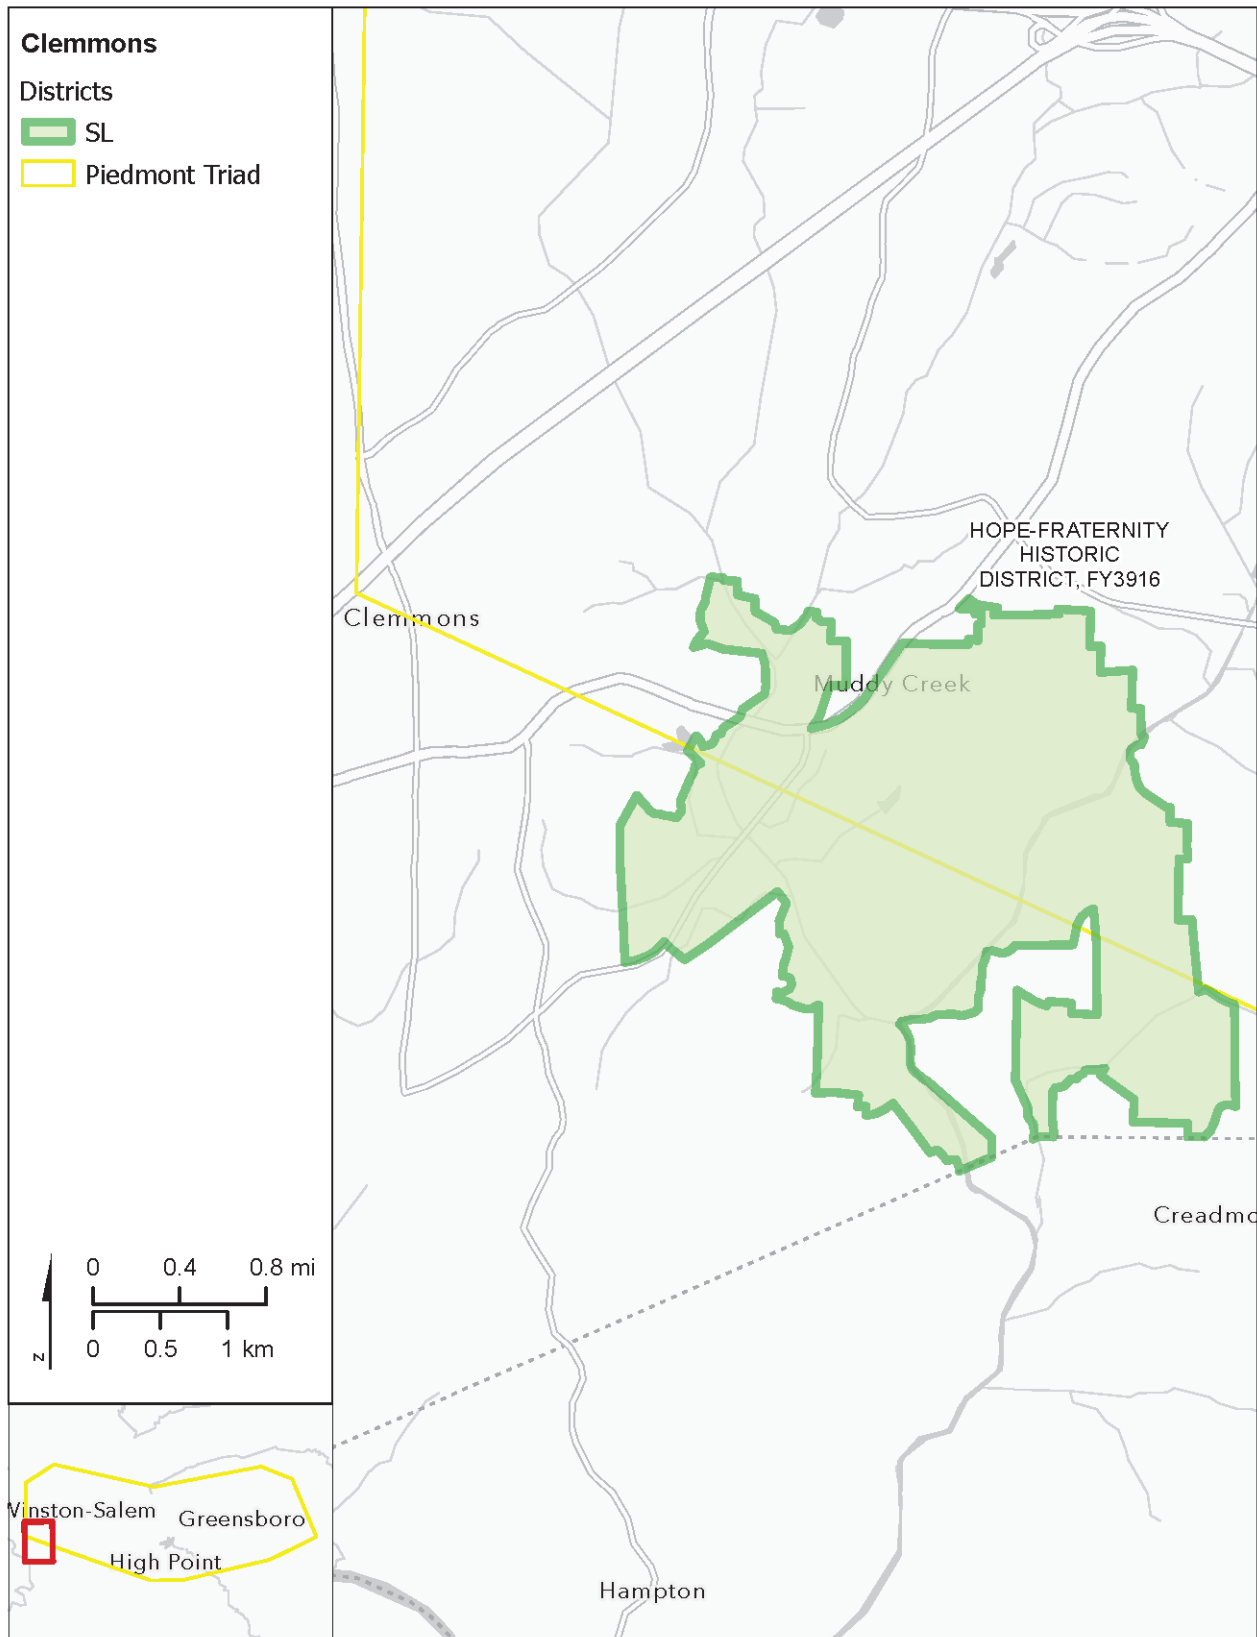 Clemmons
Districts
SL
Piedmont Triad
HOPE-FRATERNITY
HISTORIC
DISTRICT, FY3916
Clemmons
Muddy Creek
Creadmo
Hampton
0 0.4 0.8 mi
0 0.5 1 km
N
Winston-Salem
Greensboro
High Point